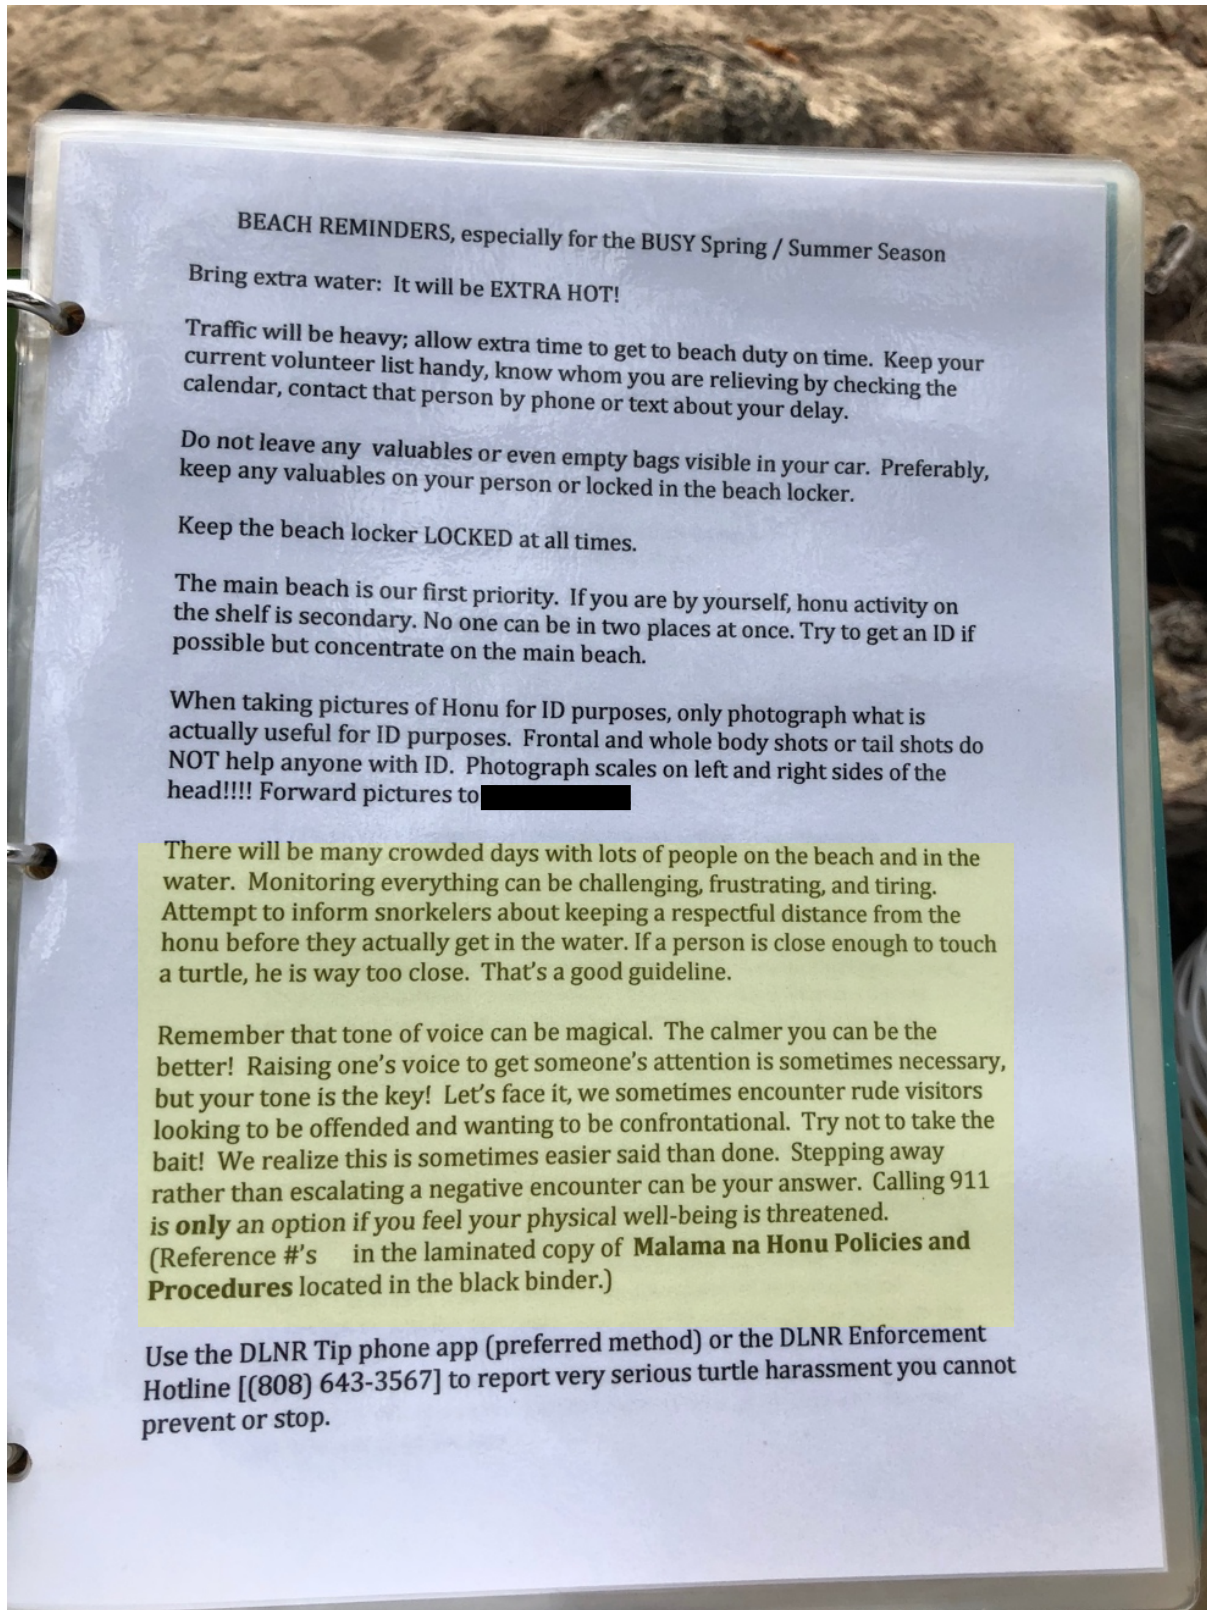 BEACH REMINDERS, especially for the BUSY Spring / Summer Season
Bring extra water: It will be EXTRA HOT!
Traffic will be heavy; allow extra time to get to beach duty on time. Keep your
current volunteer list handy, know whom you are relieving by checking the
calendar, contact that person by phone or text about your delay.
Do not leave any valuables or even empty bags visible in your car. Preferably,
keep any valuables on your person or locked in the beach locker.
Keep the beach locker LOCKED at all times.
The main beach is our first priority. If you are by yourself, honu activity on
the shelf is secondary. No one can be in two places at once. Try to get an ID if
possible but concentrate on the main beach.
When taking pictures of Honu for ID purposes, only photograph what is
actually useful for ID purposes. Frontal and whole body shots or tail shots do
NOT help anyone with ID. Photograph scales on left and right sides of the
head!!!! Forward pictures to
There will be many crowded days with lots of people on the beach and in the
water. Monitoring everything can be challenging, frustrating, and tiring.
Attempt to inform snorkelers about keeping a respectful distance from the
honu before they actually get in the water. If a person is close enough to touch
a turtle, he is way too close. That's a good guideline.
Remember that tone of voice can be magical. The calmer you can be the
better! Raising one's voice to get someone's attention is sometimes necessary,
but your tone is the key! Let's face it, we sometimes encounter rude visitors
looking to be offended and wanting to be confrontational. Try not to take the
bait! We realize this is sometimes easier said than done. Stepping away
rather than escalating a negative encounter can be your answer. Calling 911
is only an option if you feel your physical well-being is threatened.
(Reference #'s in the laminated copy of Malama na Honu Policies and
Procedures located in the black binder.)
Use the DLNR Tip phone app (preferred method) or the DLNR Enforcement
Hotline [(808) 643-3567] to report very serious turtle harassment you cannot
prevent or stop.